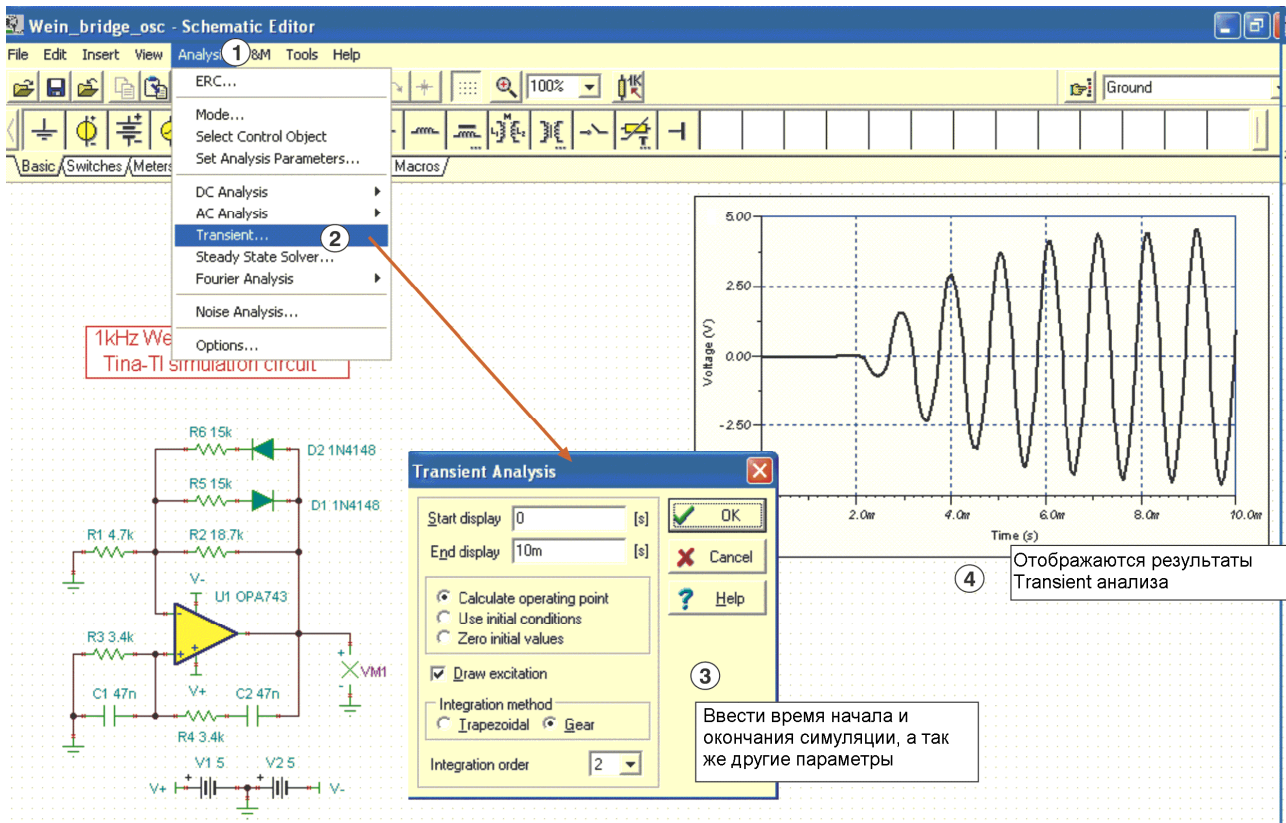 Wein_bridge_osc - Schematic Editor
File Edit Insert View Analysi 1 &M Tools Help
ERC...
100%
1K
Ground
Mode...
Select Control Object
Set Analysis Parameters...
M
Basic Switches Meters Macros
DC Analysis
AC Analysis
Transient... 2
Steady State Solver...
Fourier Analysis
Noise Analysis...
Options...
1kHz We
Tina-TI simulation circuit
5.00
2.50
0.00
-2.50
Voltage (V)
2.0m 4.0m 6.0m 8.0m 10.0m
Time (s)
4
Отображаются результаты
Transient анализа
R6 15k
D2 1N4148
R5 15k
D1 1N4148
R1 4.7k
R2 18.7k
V-
U1 OPA743
-
+
+
R3 3.4k
+
VM1
-
C1 47n
V+
C2 47n
R4 3.4k
V1 5
V2 5
V+
+
+
V-
Transient Analysis
Start display 0 [s]
End display 10m [s]
OK
Cancel
Help
Calculate operating point
Use initial conditions
Zero initial values
Draw excitation
Integration method
Trapezoidal Gear
Integration order 2
3
Ввести время начала и
окончания симуляции, а так
же другие параметры